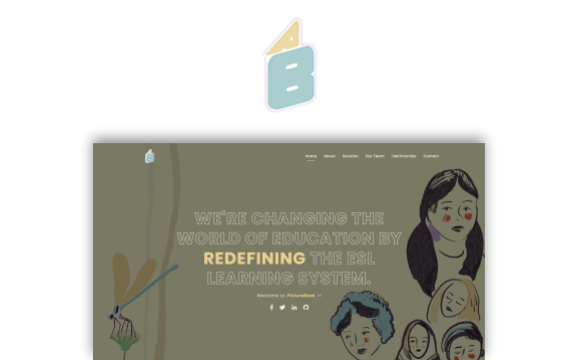 B
Home About Solution Our Team Testimonials Contact
WE'RE CHANGING THE
WORLD OF EDUCATION BY
REDEFINING THE ESL
LEARNING SYSTEM.
Welcome to PictureBook